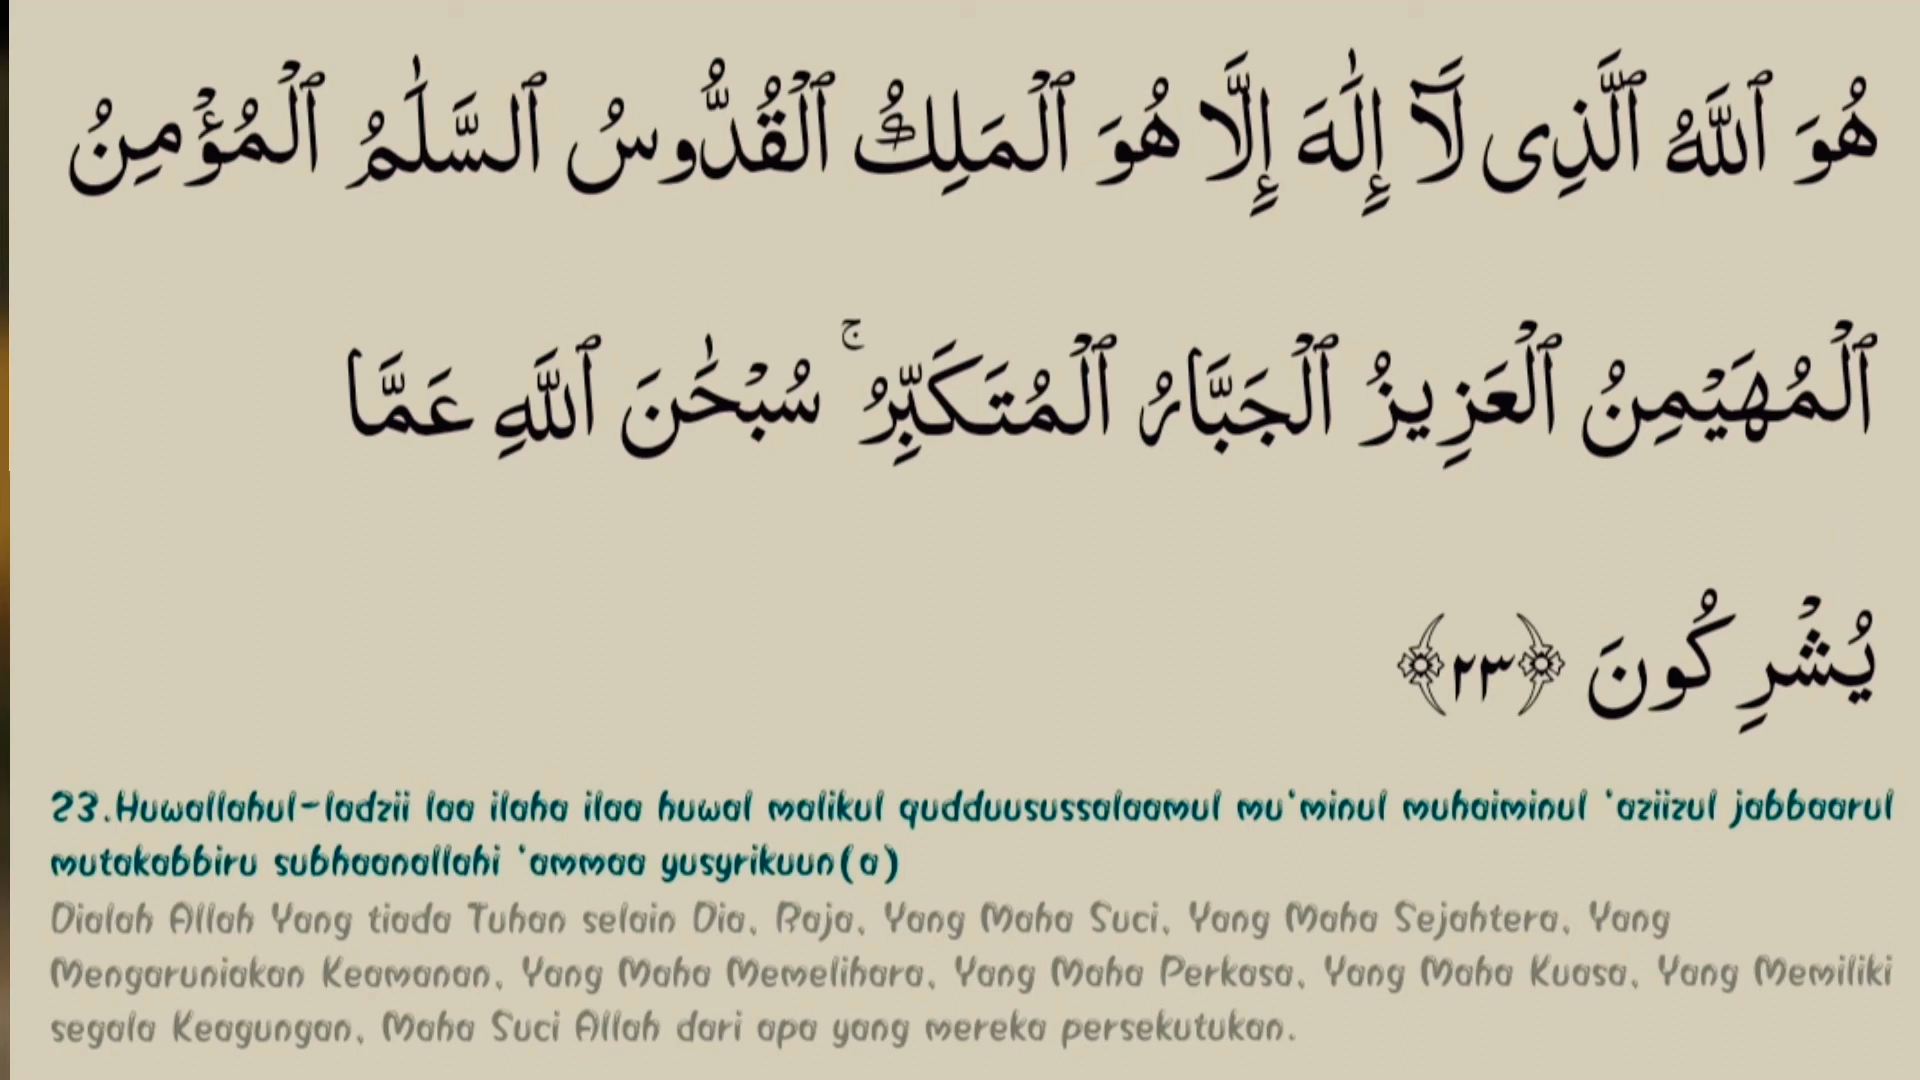 هُوَ ٱللَّهُ ٱلَّذِى لَآ إِلَٰهَ إِلَّا هُوَ ٱلْمَلِكُ ٱلْقُدُّوسُ ٱلسَّلَٰمُ ٱلْمُؤْمِنُ
ٱلْمُهَيْمِنُ ٱلْعَزِيزُ ٱلْجَبَّارُ ٱلْمُتَكَبِّرُ ۚ سُبْحَٰنَ ٱللَّهِ عَمَّا
يُشْرِكُونَ ﴿٢٣﴾
23.Huwallahul-ladzii laa ilaha ilaa huwal malikul qudduusussalaamul mu'minul muhaiminul 'aziizul jabbaarul
mutakabbiru subhaanallahi 'ammaa yusyrikuun(a)
Dialah Allah Yang tiada Tuhan selain Dia, Raja, Yang Maha Suci, Yang Maha Sejahtera, Yang
Mengaruniakan Keamanan, Yang Maha Memelihara, Yang Maha Perkasa, Yang Maha Kuasa, Yang Memiliki
segala Keagungan, Maha Suci Allah dari apa yang mereka persekutukan.